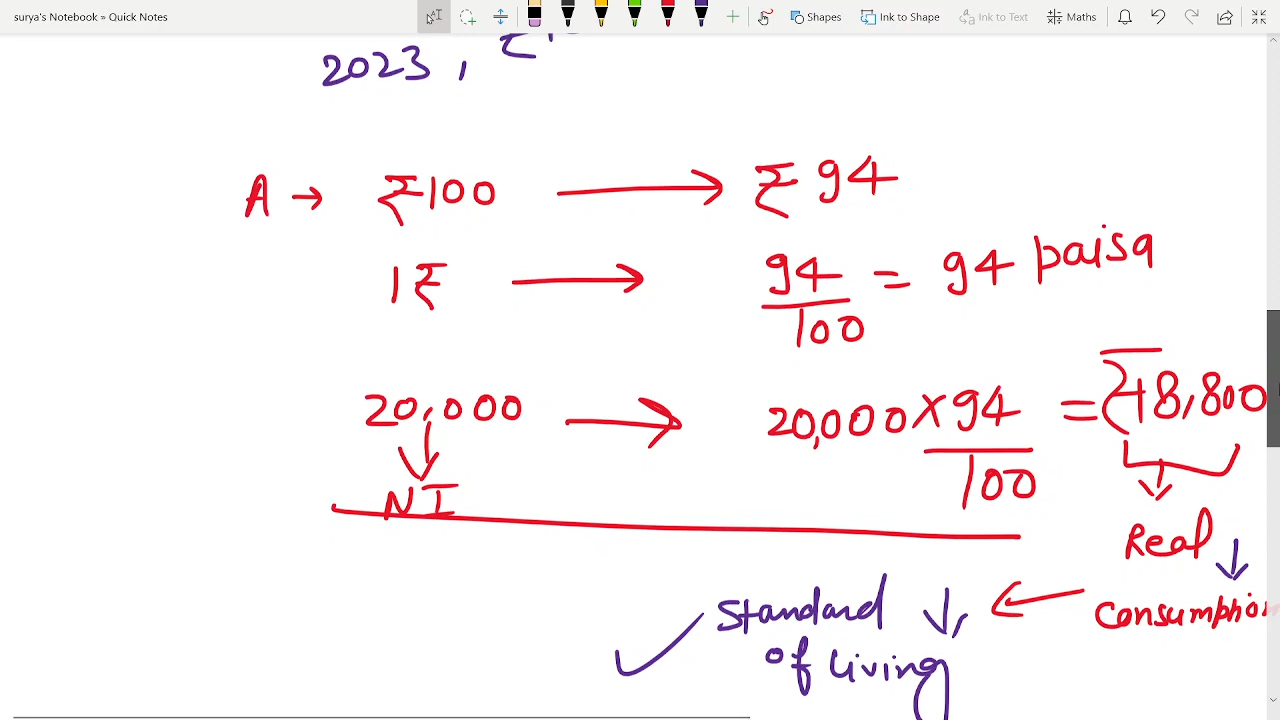 surya's Notebook » Quick Notes
Shapes Ink to Shape Ink to Text Maths
2023,
A → ₹100 → ₹94
1₹ → 94/100 = 94 paisa
20,000 → 20,000 × 94/100 = ₹18,800
NI
Real ↓
Standard ↓, ← Consumption
of living